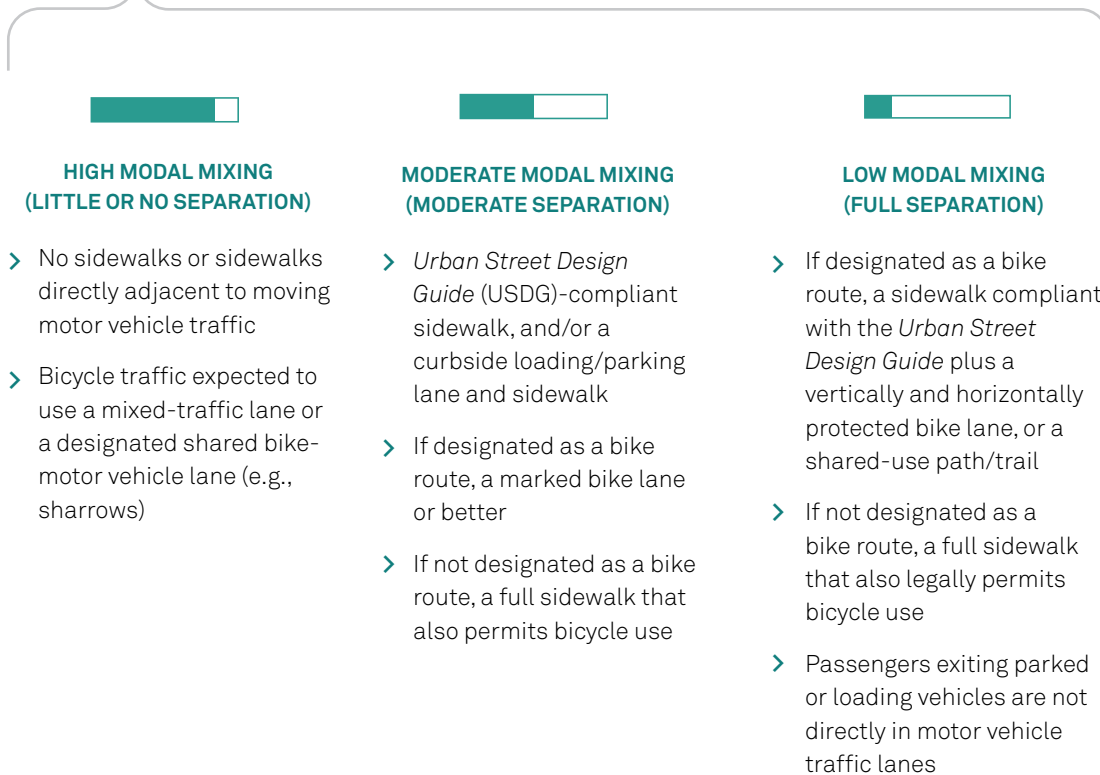 HIGH MODAL MIXING
(LITTLE OR NO SEPARATION)
> No sidewalks or sidewalks
directly adjacent to moving
motor vehicle traffic
> Bicycle traffic expected to
use a mixed-traffic lane or
a designated shared bike-
motor vehicle lane (e.g.,
sharrows)
MODERATE MODAL MIXING
(MODERATE SEPARATION)
> Urban Street Design
Guide (USDG)-compliant
sidewalk, and/or a
curbside loading/parking
lane and sidewalk
> If designated as a bike
route, a marked bike lane
or better
> If not designated as a bike
route, a full sidewalk that
also permits bicycle use
LOW MODAL MIXING
(FULL SEPARATION)
> If designated as a bike
route, a sidewalk compliant
with the Urban Street
Design Guide plus a
vertically and horizontally
protected bike lane, or a
shared-use path/trail
> If not designated as a
bike route, a full sidewalk
that also legally permits
bicycle use
> Passengers exiting parked
or loading vehicles are not
directly in motor vehicle
traffic lanes